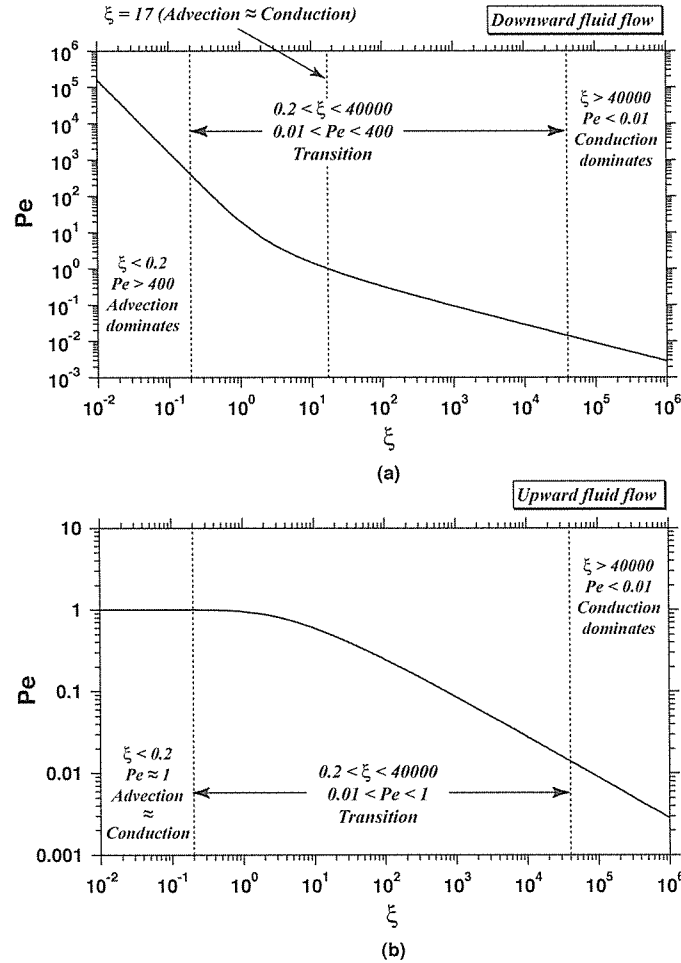 ξ = 17 (Advection ≈ Conduction)
Downward fluid flow
10⁶
10⁵
10⁴
10³
10²
10¹
10⁰
10⁻¹
10⁻²
10⁻³
Pe
0.2 < ξ < 40000
0.01 < Pe < 400
Transition
ξ > 40000
Pe < 0.01
Conduction
dominates
ξ < 0.2
Pe > 400
Advection
dominates
10⁻² 10⁻¹ 10⁰ 10¹ 10² 10³ 10⁴ 10⁵ 10⁶
ξ
(a)
Upward fluid flow
10
1
0.1
0.01
0.001
Pe
ξ > 40000
Pe < 0.01
Conduction
dominates
ξ < 0.2
Pe ≈ 1
Advection
≈
Conduction
0.2 < ξ < 40000
0.01 < Pe < 1
Transition
10⁻² 10⁻¹ 10⁰ 10¹ 10² 10³ 10⁴ 10⁵ 10⁶
ξ
(b)